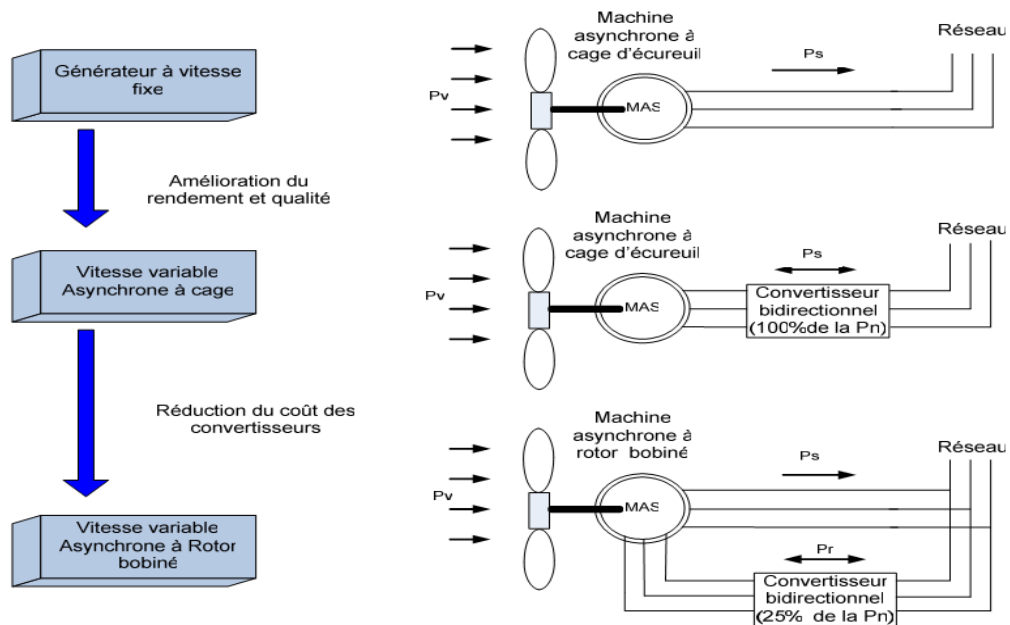 Générateur à vitesse
fixe
Amélioration du
rendement et qualité
Vitesse variable
Asynchrone à cage
Réduction du coût des
convertisseurs
Vitesse variable
Asynchrone à Rotor
bobiné
Machine
asynchrone à
cage d'écureuil
Réseau
Ps
Pv
MAS
Machine
asynchrone à
cage d'écureuil
Réseau
Ps
Pv
MAS
Convertisseur
bidirectionnel
(100%de la Pn)
Machine
asynchrone à
rotor bobiné
Réseau
Ps
Pv
MAS
Pr
Convertisseur
bidirectionnel
(25% de la Pn)